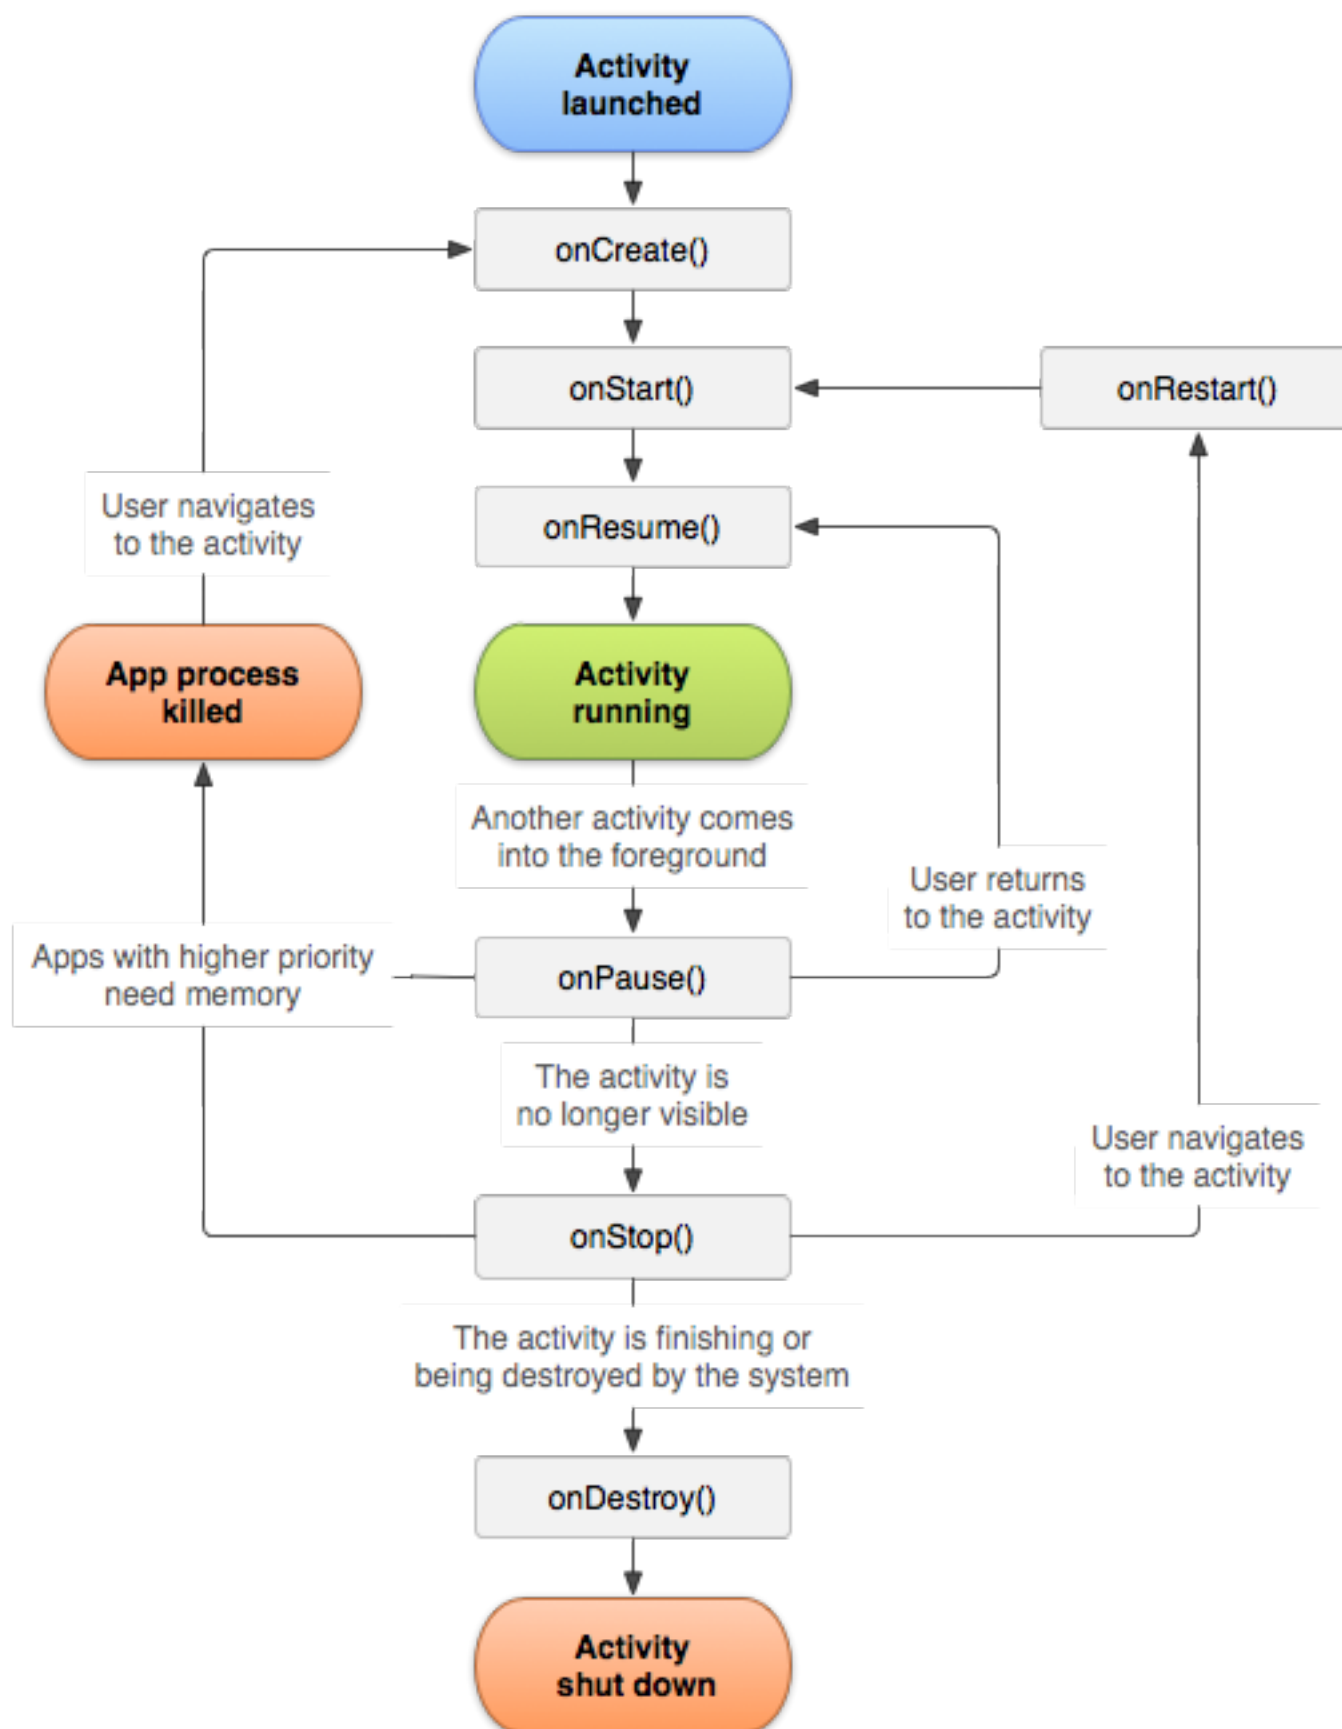 Activity
launched
onCreate()
onStart()
onRestart()
User navigates
to the activity
onResume()
App process
killed
Activity
running
Another activity comes
into the foreground
User returns
to the activity
Apps with higher priority
need memory
onPause()
The activity is
no longer visible
User navigates
to the activity
onStop()
The activity is finishing or
being destroyed by the system
onDestroy()
Activity
shut down